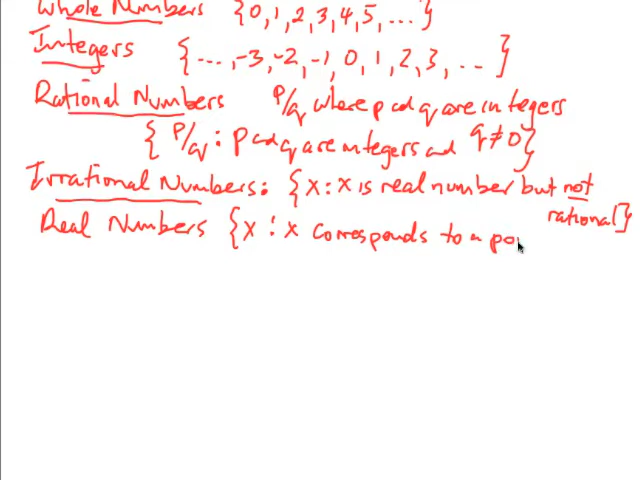 Whole Numbers {0, 1, 2, 3, 4, 5, ...}
Integers {..., -3, -2, -1, 0, 1, 2, 3, ...}
Rational Numbers P/q where p and q are integers
{P/q : p and q are integers and q ≠ 0}
Irrational Numbers: {x : x is real number but not
rational}
Real Numbers {x : x corresponds to a po